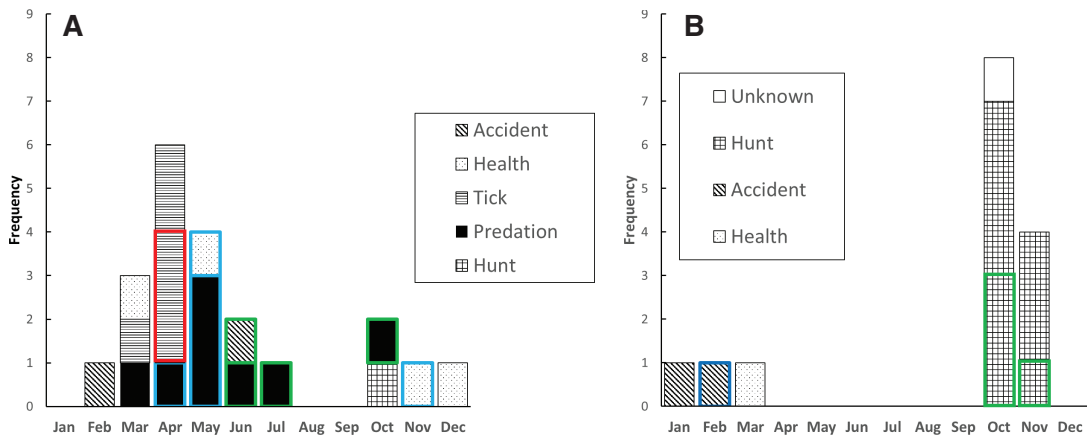 A
9
8
7
6
5
4
3
2
1
0
Frequency
Jan Feb Mar Apr May Jun Jul Aug Sep Oct Nov Dec
Accident
Health
Tick
Predation
Hunt
B
9
8
7
6
5
4
3
2
1
0
Frequency
Jan Feb Mar Apr May Jun Jul Aug Sep Oct Nov Dec
Unknown
Hunt
Accident
Health